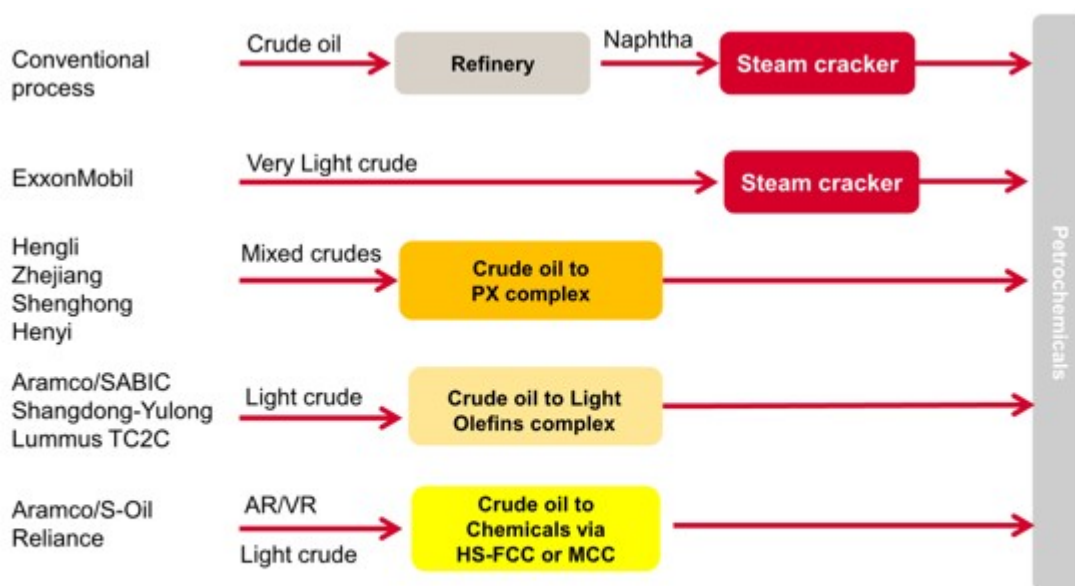 Conventional
process
Crude oil
Refinery
Naphtha
Steam cracker
ExxonMobil
Very Light crude
Steam cracker
Hengli
Zhejiang
Shenghong
Henyi
Mixed crudes
Crude oil to
PX complex
Aramco/SABIC
Shangdong-Yulong
Lummus TC2C
Light crude
Crude oil to Light
Olefins complex
Aramco/S-Oil
Reliance
AR/VR
Light crude
Crude oil to
Chemicals via
HS-FCC or MCC
Petrochemicals